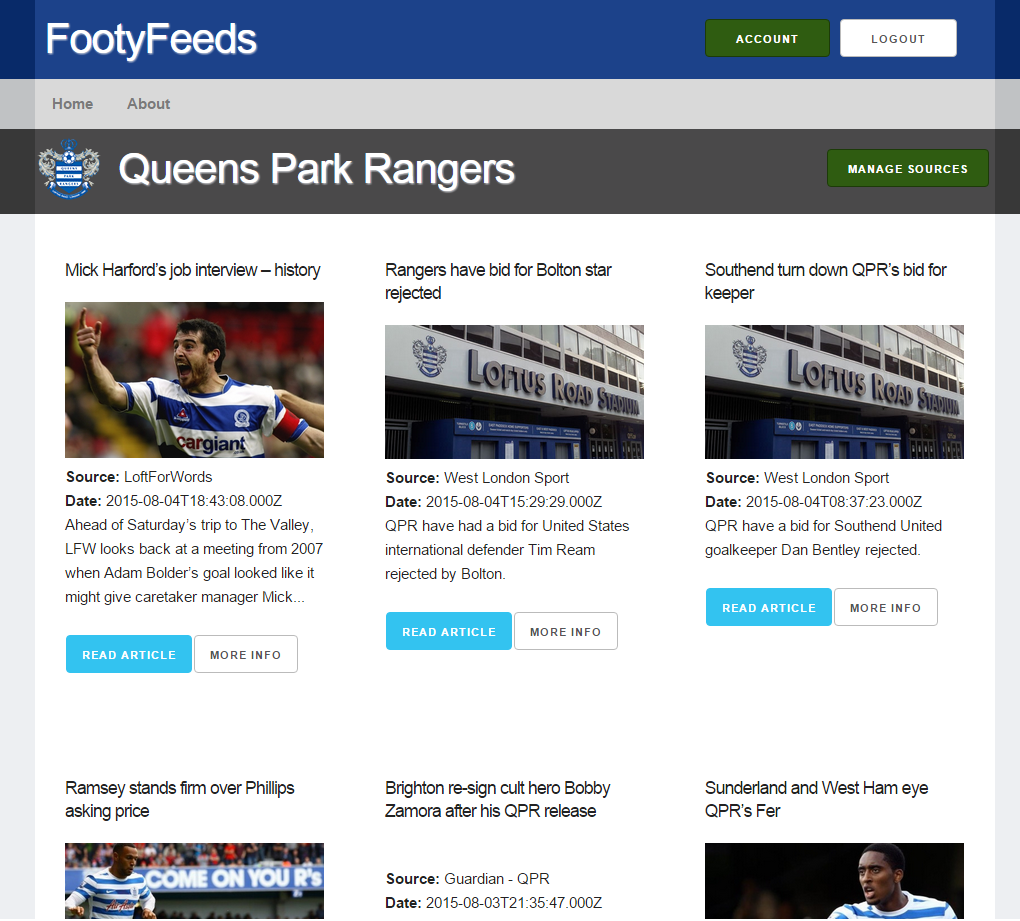 FootyFeeds
ACCOUNT
LOGOUT
Home
About
QUEENS
PARK
RANGERS
Queens Park Rangers
MANAGE SOURCES
Mick Harford’s job interview – history
Cargiant
Source: LoftForWords
Date: 2015-08-04T18:43:08.000Z
Ahead of Saturday’s trip to The Valley,
LFW looks back at a meeting from 2007
when Adam Bolder’s goal looked like it
might give caretaker manager Mick...
READ ARTICLE
MORE INFO
Rangers have bid for Bolton star
rejected
LOFTUS ROAD STADIUM
Source: West London Sport
Date: 2015-08-04T15:29:29.000Z
QPR have had a bid for United States
international defender Tim Ream
rejected by Bolton.
READ ARTICLE
MORE INFO
Southend turn down QPR’s bid for
keeper
LOFTUS ROAD STADIUM
Source: West London Sport
Date: 2015-08-04T08:37:23.000Z
QPR have a bid for Southend United
goalkeeper Dan Bentley rejected.
READ ARTICLE
MORE INFO
Ramsey stands firm over Phillips
asking price
COME ON YOU R'S
Brighton re-sign cult hero Bobby
Zamora after his QPR release
Source: Guardian - QPR
Date: 2015-08-03T21:35:47.000Z
Sunderland and West Ham eye
QPR’s Fer